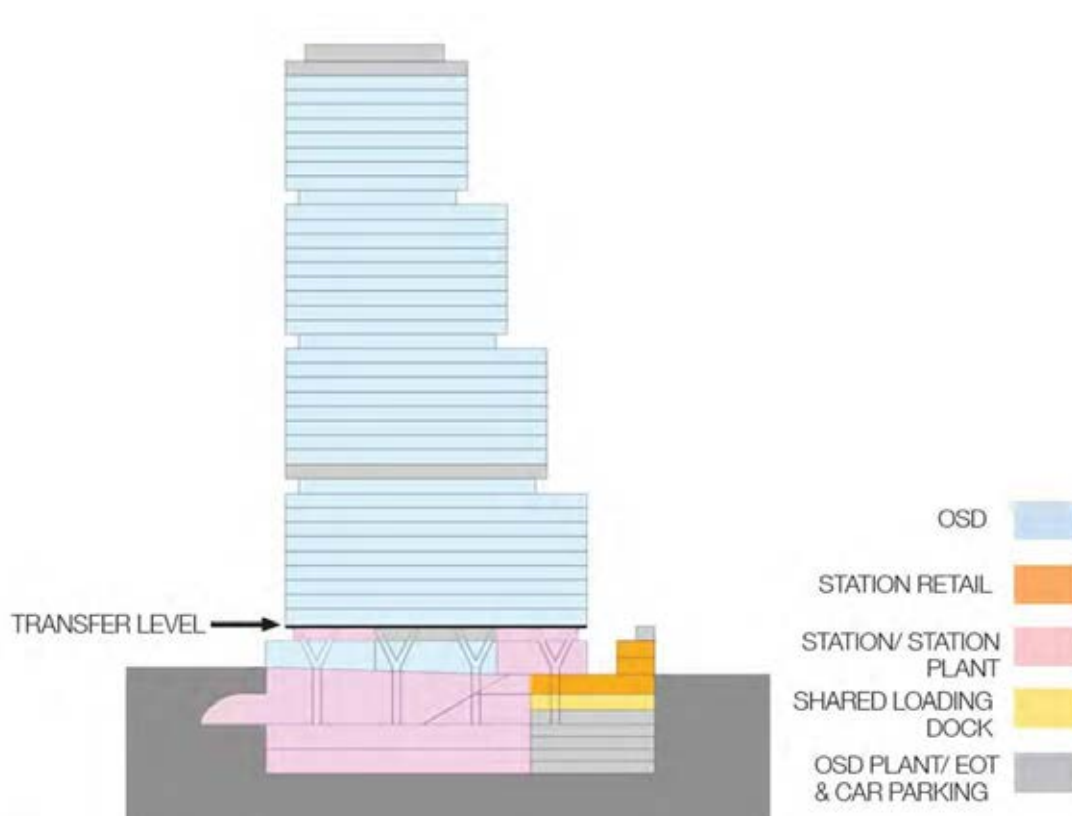 OSD
STATION RETAIL
TRANSFER LEVEL
STATION/ STATION
PLANT
SHARED LOADING
DOCK
OSD PLANT/ EOT
& CAR PARKING